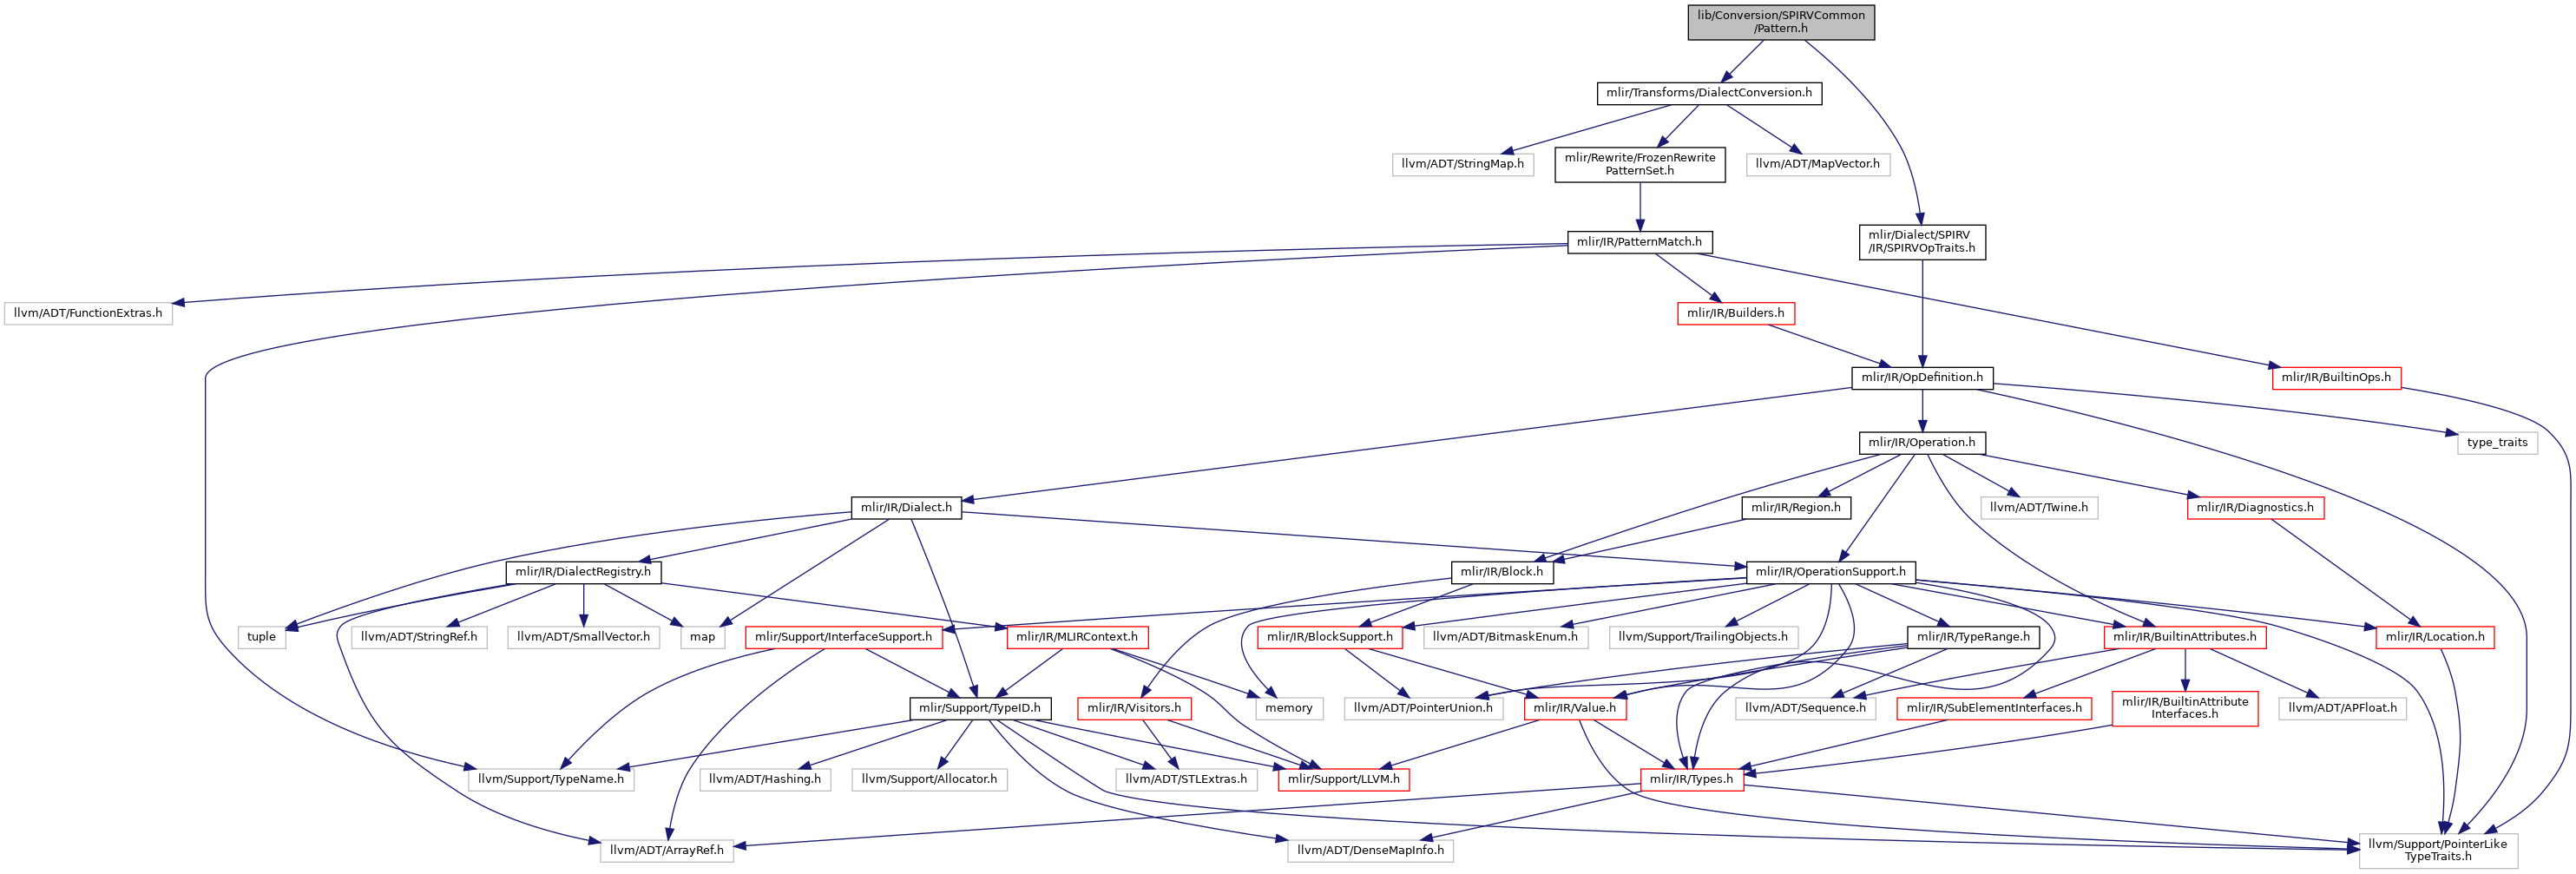 lib/Conversion/SPIRVCommon
/Pattern.h
mlir/Transforms/DialectConversion.h
llvm/ADT/StringMap.h
mlir/Rewrite/FrozenRewrite
PatternSet.h
llvm/ADT/MapVector.h
mlir/IR/PatternMatch.h
mlir/Dialect/SPIRV
/IR/SPIRVOpTraits.h
llvm/ADT/FunctionExtras.h
mlir/IR/Builders.h
mlir/IR/OpDefinition.h
mlir/IR/BuiltinOps.h
mlir/IR/Operation.h
type_traits
mlir/IR/Dialect.h
mlir/IR/Region.h
llvm/ADT/Twine.h
mlir/IR/Diagnostics.h
mlir/IR/DialectRegistry.h
mlir/IR/Block.h
mlir/IR/OperationSupport.h
tuple
llvm/ADT/StringRef.h
llvm/ADT/SmallVector.h
map
mlir/Support/InterfaceSupport.h
mlir/IR/MLIRContext.h
mlir/IR/BlockSupport.h
llvm/ADT/BitmaskEnum.h
llvm/Support/TrailingObjects.h
mlir/IR/TypeRange.h
mlir/IR/BuiltinAttributes.h
mlir/IR/Location.h
mlir/Support/TypeID.h
mlir/IR/Visitors.h
memory
llvm/ADT/PointerUnion.h
mlir/IR/Value.h
llvm/ADT/Sequence.h
mlir/IR/SubElementInterfaces.h
mlir/IR/BuiltinAttribute
Interfaces.h
llvm/ADT/APFloat.h
llvm/Support/TypeName.h
llvm/ADT/Hashing.h
llvm/Support/Allocator.h
llvm/ADT/STLExtras.h
mlir/Support/LLVM.h
mlir/IR/Types.h
llvm/ADT/ArrayRef.h
llvm/ADT/DenseMapInfo.h
llvm/Support/PointerLike
TypeTraits.h